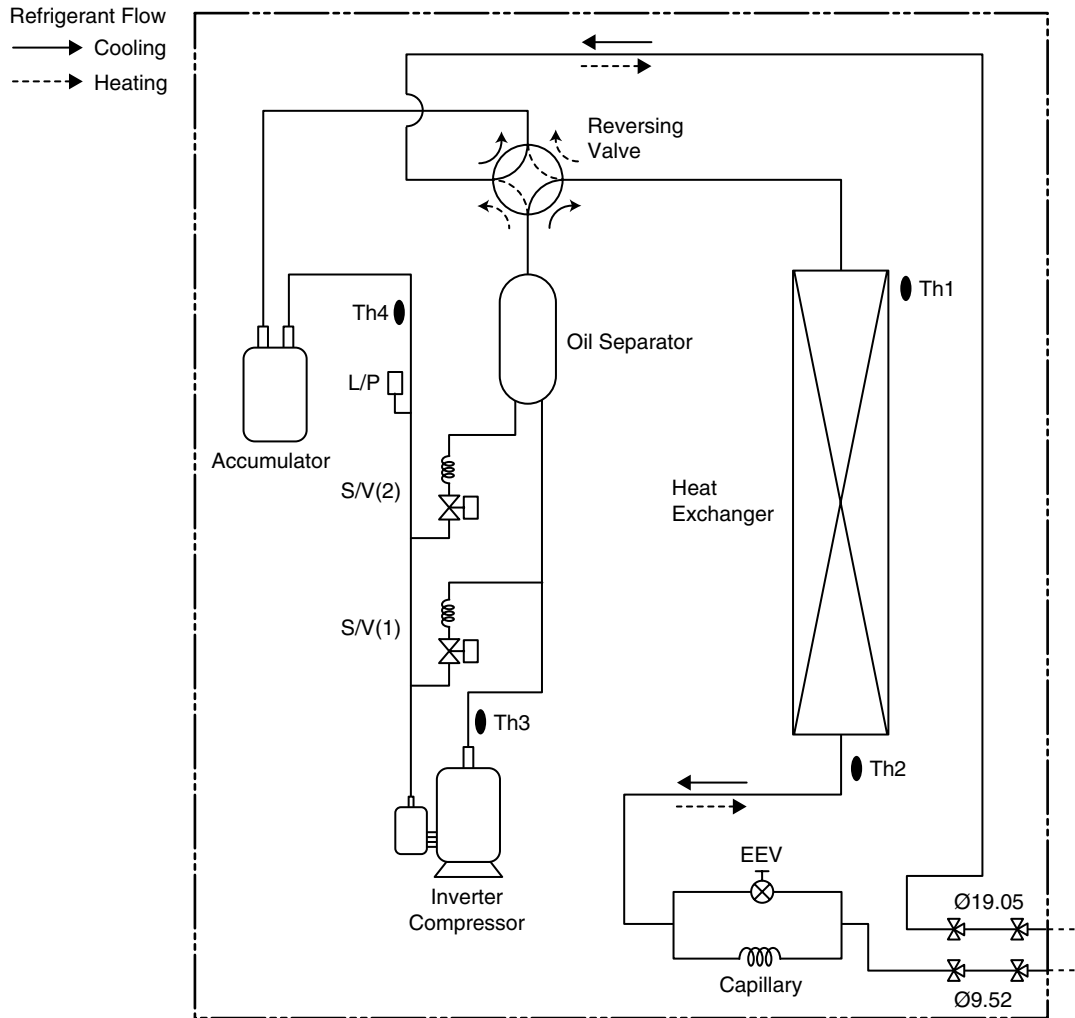 Refrigerant Flow
Cooling
Heating
Reversing
Valve
Th1
Th4
Oil Separator
L/P
Accumulator
S/V(2)
Heat
Exchanger
S/V(1)
Th3
Th2
EEV
Inverter
Compressor
Ø19.05
Capillary
Ø9.52